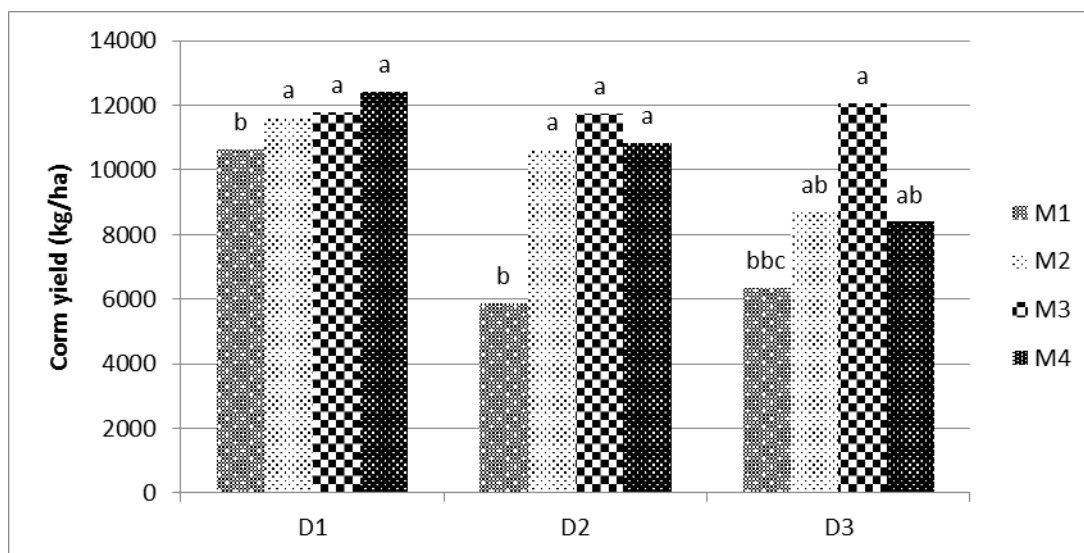 Corm yield (kg/ha)
14000
12000
10000
8000
6000
4000
2000
0
b
a
a
a
b
a
a
a
bbc
ab
a
ab
D1
D2
D3
M1
M2
M3
M4